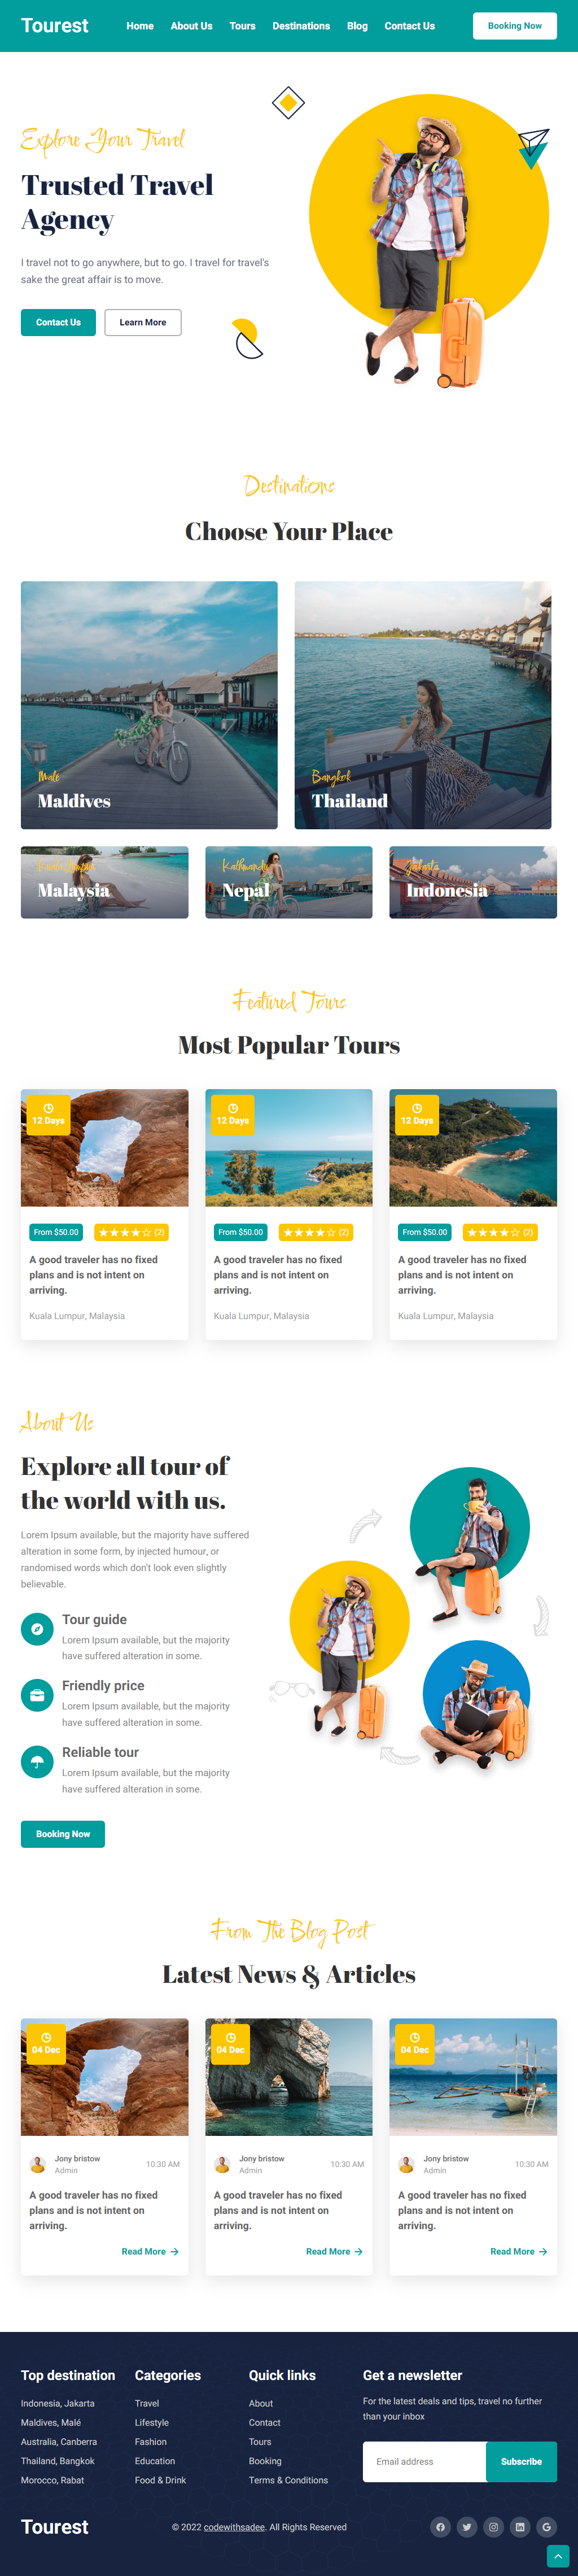 Tourest
Home
About Us
Tours
Destinations
Blog
Contact Us
Booking Now
Explore Your Travel
Trusted Travel
Agency
I travel not to go anywhere, but to go. I travel for travel's
sake the great affair is to move.
Contact Us
Learn More
Destinations
Choose Your Place
Malé
Maldives
Bangkok
Thailand
Kuala Lumpur
Malaysia
Kathmandu
Nepal
Jakarta
Indonesia
Featured Tours
Most Popular Tours
12 Days
From $50.00
(2)
A good traveler has no fixed
plans and is not intent on
arriving.
Kuala Lumpur, Malaysia
12 Days
From $50.00
(2)
A good traveler has no fixed
plans and is not intent on
arriving.
Kuala Lumpur, Malaysia
12 Days
From $50.00
(2)
A good traveler has no fixed
plans and is not intent on
arriving.
Kuala Lumpur, Malaysia
About Us
Explore all tour of
the world with us.
Lorem Ipsum available, but the majority have suffered
alteration in some form, by injected humour, or
randomised words which don't look even slightly
believable.
Tour guide
Lorem Ipsum available, but the majority
have suffered alteration in some.
Friendly price
Lorem Ipsum available, but the majority
have suffered alteration in some.
Reliable tour
Lorem Ipsum available, but the majority
have suffered alteration in some.
Booking Now
From The Blog Post
Latest News & Articles
04 Dec
Jony bristow
Admin
10:30 AM
A good traveler has no fixed
plans and is not intent on
arriving.
Read More
04 Dec
Jony bristow
Admin
10:30 AM
A good traveler has no fixed
plans and is not intent on
arriving.
Read More
04 Dec
Jony bristow
Admin
10:30 AM
A good traveler has no fixed
plans and is not intent on
arriving.
Read More
Top destination
Indonesia, Jakarta
Maldives, Malé
Australia, Canberra
Thailand, Bangkok
Morocco, Rabat
Categories
Travel
Lifestyle
Fashion
Education
Food & Drink
Quick links
About
Contact
Tours
Booking
Terms & Conditions
Get a newsletter
For the latest deals and tips, travel no further
than your inbox
Email address
Subscribe
Tourest
© 2022 codewithsadee. All Rights Reserved